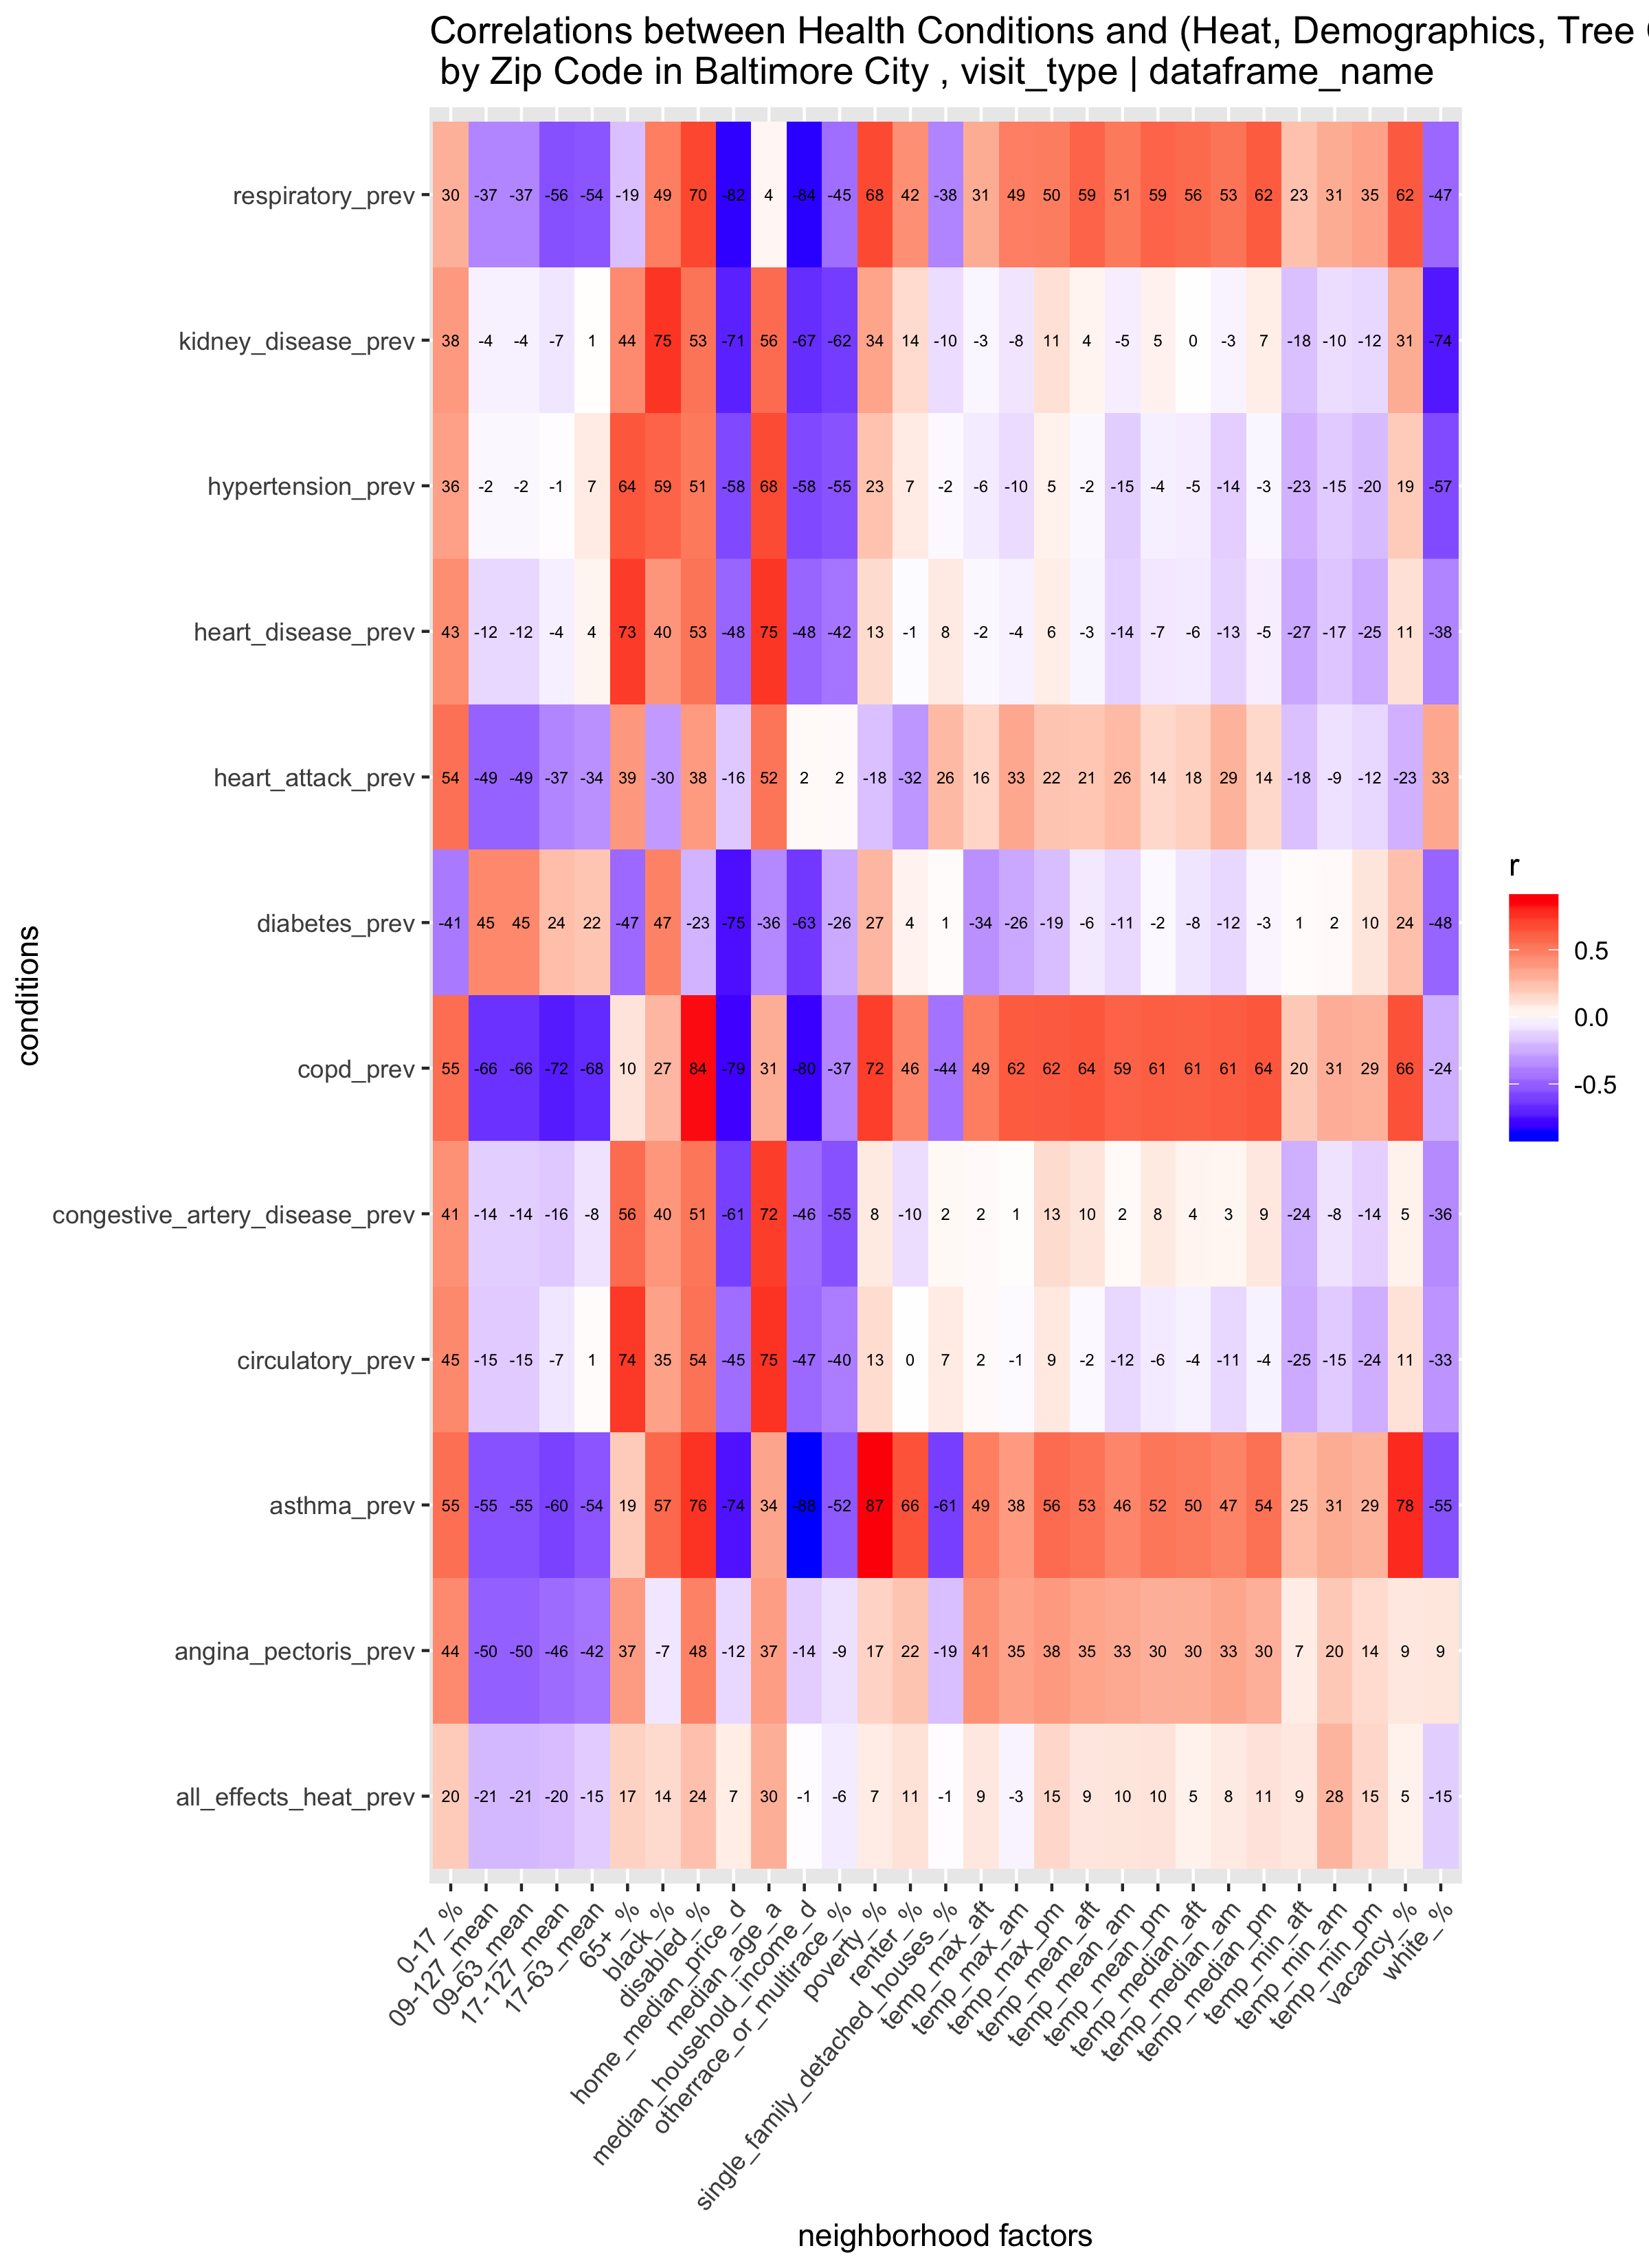 Correlations between Health Conditions and (Heat, Demographics, Tree
by Zip Code in Baltimore City , visit_type | dataframe_name
conditions
respiratory_prev 30 -37 -37 -56 -54 -19 49 70 -82 4 -84 -45 68 42 -38 31 49 50 59 51 59 56 53 62 23 31 35 62 -47
kidney_disease_prev 38 -4 -4 -7 1 44 75 53 -71 56 -67 -62 34 14 -10 -3 -8 11 4 -5 5 0 -3 7 -18 -10 -12 31 -74
hypertension_prev 36 -2 -2 -1 7 64 59 51 -58 68 -58 -55 23 7 -2 -6 -10 5 -2 -15 -4 -5 -14 -3 -23 -15 -20 19 -57
heart_disease_prev 43 -12 -12 -4 4 73 40 53 -48 75 -48 -42 13 -1 8 -2 -4 6 -3 -14 -7 -6 -13 -5 -27 -17 -25 11 -38
heart_attack_prev 54 -49 -49 -37 -34 39 -30 38 -16 52 2 2 -18 -32 26 16 33 22 21 26 14 18 29 14 -18 -9 -12 -23 33
diabetes_prev -41 45 45 24 22 -47 47 -23 -75 -36 -63 -26 27 4 1 -34 -26 -19 -6 -11 -2 -8 -12 -3 1 2 10 24 -48
copd_prev 55 -66 -66 -72 -68 10 27 84 -79 31 -80 -37 72 46 -44 49 62 62 64 59 61 61 61 64 20 31 29 66 -24
congestive_artery_disease_prev 41 -14 -14 -16 -8 56 40 51 -61 72 -46 -55 8 -10 2 2 1 13 10 2 8 4 3 9 -24 -8 -14 5 -36
circulatory_prev 45 -15 -15 -7 1 74 35 54 -45 75 -47 -40 13 0 7 2 -1 9 -2 -12 -6 -4 -11 -4 -25 -15 -24 11 -33
asthma_prev 55 -55 -55 -60 -54 19 57 76 -74 34 -88 -52 87 66 -61 49 38 56 53 46 52 50 47 54 25 31 29 78 -55
angina_pectoris_prev 44 -50 -50 -46 -42 37 -7 48 -12 37 -14 -9 17 22 -19 41 35 38 35 33 30 30 33 30 7 20 14 9 9
all_effects_heat_prev 20 -21 -21 -20 -15 17 14 24 7 30 -1 -6 7 11 -1 9 -3 15 9 10 10 5 8 11 9 28 15 5 -15
0-17_%
09-127_mean
09-63_mean
17-127_mean
17-63_mean
65+_%
black_%
disabled_%
home_median_price_d
median_age_a
median_household_income_d
otherrace_or_multirace_%
poverty_%
renter_%
single_family_detached_houses_%
temp_max_aft
temp_max_am
temp_max_pm
temp_mean_aft
temp_mean_am
temp_mean_pm
temp_median_aft
temp_median_am
temp_median_pm
temp_min_aft
temp_min_am
temp_min_pm
vacancy_%
white_%
neighborhood factors
r
0.5
0.0
-0.5